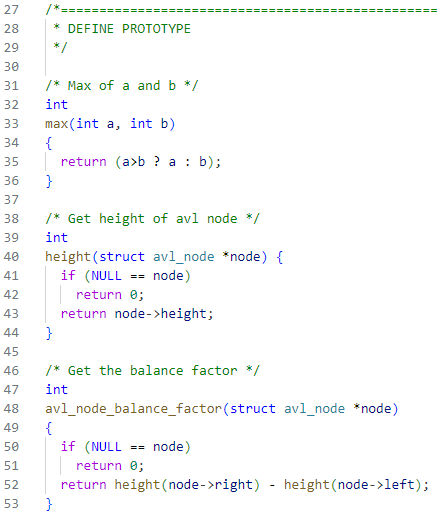 27 /*==================================================
28 * DEFINE PROTOTYPE
29 */
30
31 /* Max of a and b */
32 int
33 max(int a, int b)
34 {
35   return (a>b ? a : b);
36 }
37
38 /* Get height of avl node */
39 int
40 height(struct avl_node *node) {
41   if (NULL == node)
42     return 0;
43   return node->height;
44 }
45
46 /* Get the balance factor */
47 int
48 avl_node_balance_factor(struct avl_node *node)
49 {
50   if (NULL == node)
51     return 0;
52   return height(node->right) - height(node->left);
53 }